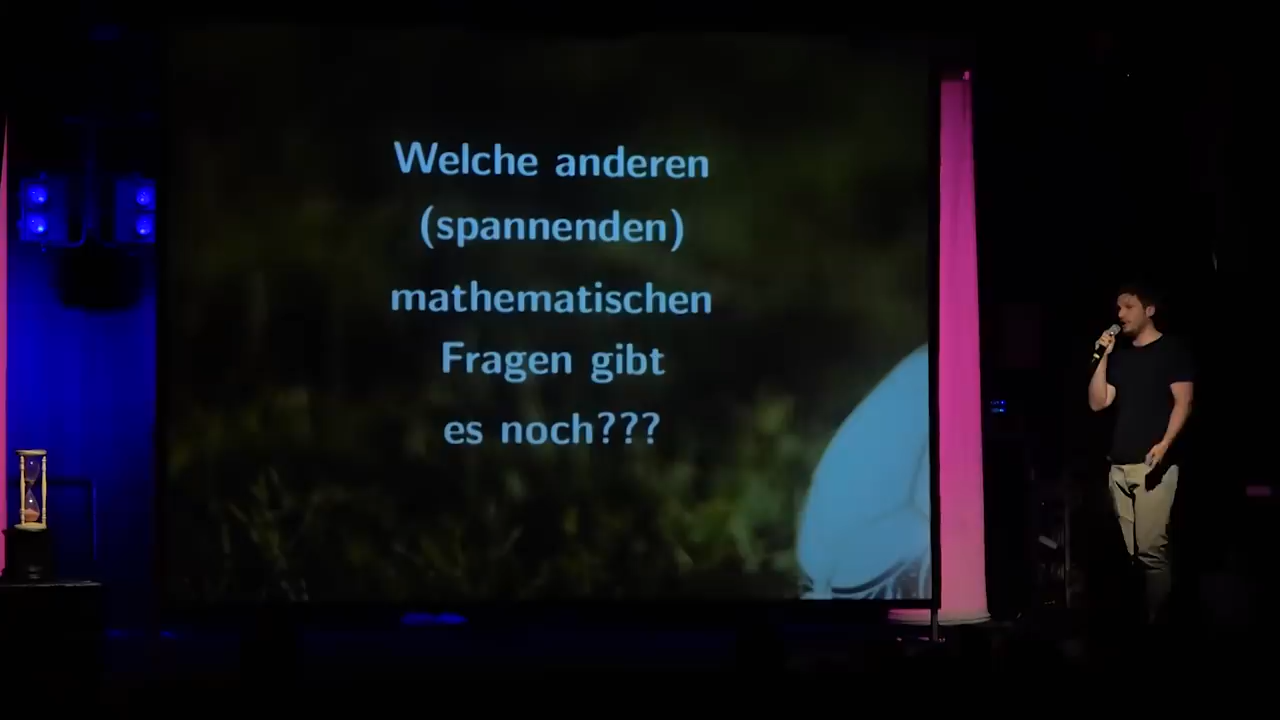 Welche anderen
(spannenden)
mathematischen
Fragen gibt
es noch???